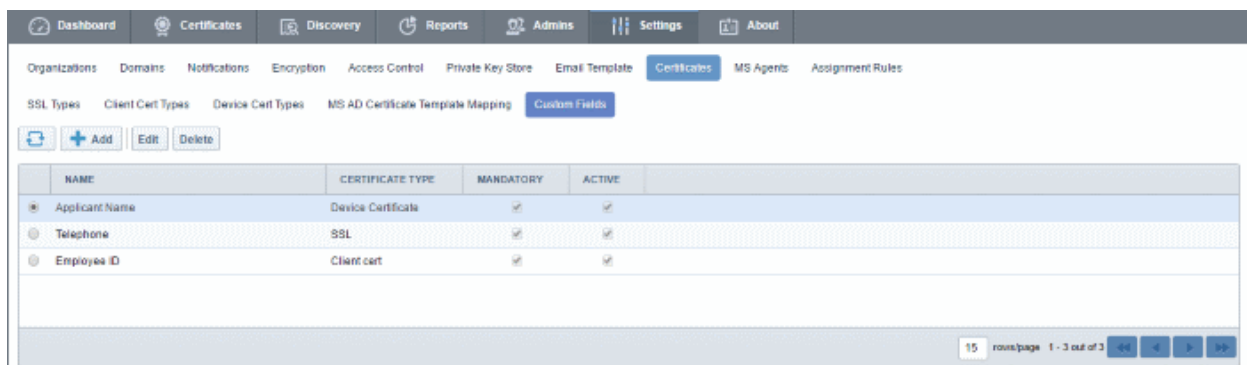 Dashboard Certificates Discovery Reports Admins Settings About
Organizations Domains Notifications Encryption Access Control Private Key Store Email Template Certificates MS Agents Assignment Rules
SSL Types Client Cert Types Device Cert Types MS AD Certificate Template Mapping Custom Fields
Add Edit Delete
NAME CERTIFICATE TYPE MANDATORY ACTIVE
Applicant Name Device Certificate
Telephone SSL
Employee ID Client cert
15 rows/page 1 - 3 out of 3